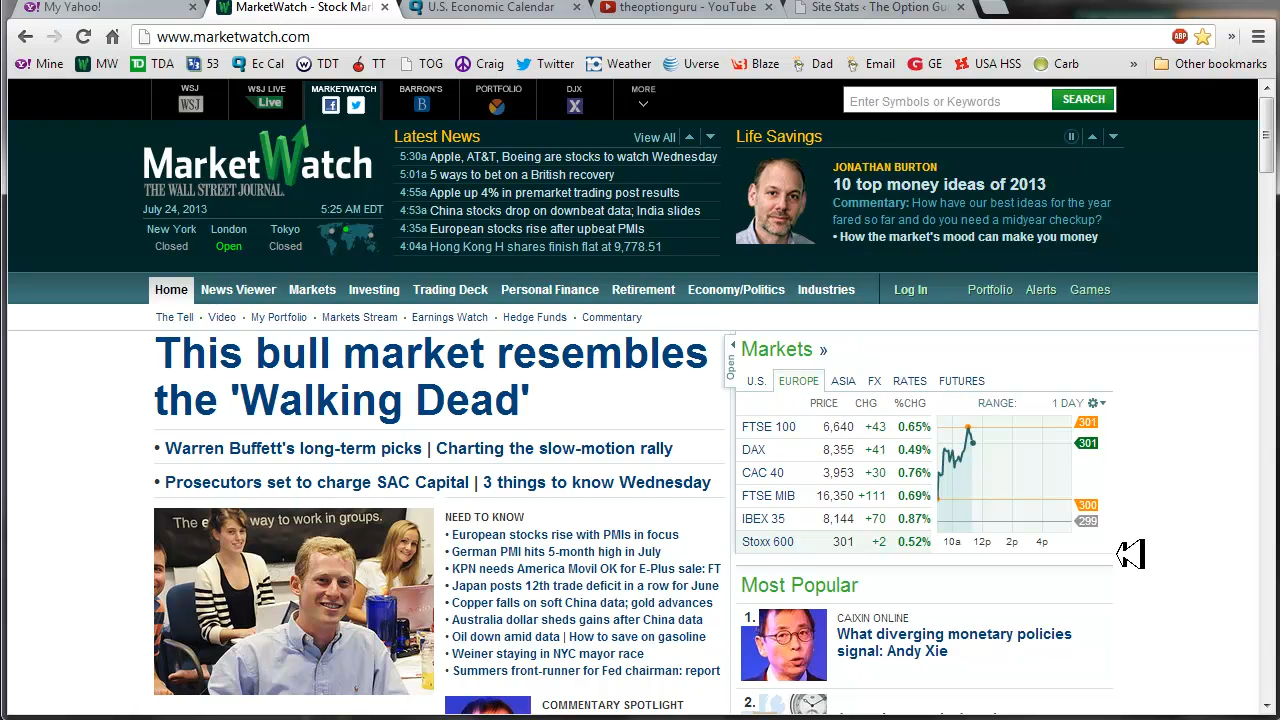 My Yahoo!
MarketWatch - Stock Mar
U.S. Economic Calendar
theoptionguru - YouTube
Site Stats ‹ The Option Gu
www.marketwatch.com
Mine
MW
TDA
53
Ec Cal
TDT
TT
TOG
Craig
Twitter
Weather
Uverse
Blaze
Dad
Email
GE
USA HSS
Carb
»
Other bookmarks
WSJ
WSJ LIVE
MARKETWATCH
BARRON'S
PORTFOLIO
DJX
MORE
WSJ
Live
B
X
Enter Symbols or Keywords
SEARCH
MarketWatch
THE WALL STREET JOURNAL
July 24, 2013 5:25 AM EDT
New York London Tokyo
Closed Open Closed
Latest News View All
5:30a Apple, AT&T, Boeing are stocks to watch Wednesday
5:01a 5 ways to bet on a British recovery
4:55a Apple up 4% in premarket trading post results
4:53a China stocks drop on downbeat data; India slides
4:35a European stocks rise after upbeat PMIs
4:04a Hong Kong H shares finish flat at 9,778.51
Life Savings
JONATHAN BURTON
10 top money ideas of 2013
Commentary: How have our best ideas for the year
fared so far and do you need a midyear checkup?
• How the market's mood can make you money
Home News Viewer Markets Investing Trading Deck Personal Finance Retirement Economy/Politics Industries Log In Portfolio Alerts Games
The Tell • Video • My Portfolio • Markets Stream • Earnings Watch • Hedge Funds • Commentary
This bull market resembles
the 'Walking Dead'
• Warren Buffett's long-term picks | Charting the slow-motion rally
• Prosecutors set to charge SAC Capital | 3 things to know Wednesday
The e way to work in groups.
NEED TO KNOW
• European stocks rise with PMIs in focus
• German PMI hits 5-month high in July
• KPN needs America Movil OK for E-Plus sale: FT
• Japan posts 12th trade deficit in a row for June
• Copper falls on soft China data; gold advances
• Australia dollar sheds gains after China data
• Oil down amid data | How to save on gasoline
• Weiner staying in NYC mayor race
• Summers front-runner for Fed chairman: report
COMMENTARY SPOTLIGHT
Open
Markets »
U.S. EUROPE ASIA FX RATES FUTURES
PRICE CHG %CHG RANGE: 1 DAY
FTSE 100 6,640 +43 0.65%
DAX 8,355 +41 0.49%
CAC 40 3,953 +30 0.76%
FTSE MIB 16,350 +111 0.69%
IBEX 35 8,144 +70 0.87%
Stoxx 600 301 +2 0.52%
301
301
300
299
10a 12p 2p 4p
Most Popular
1.
CAIXIN ONLINE
What diverging monetary policies
signal: Andy Xie
2.